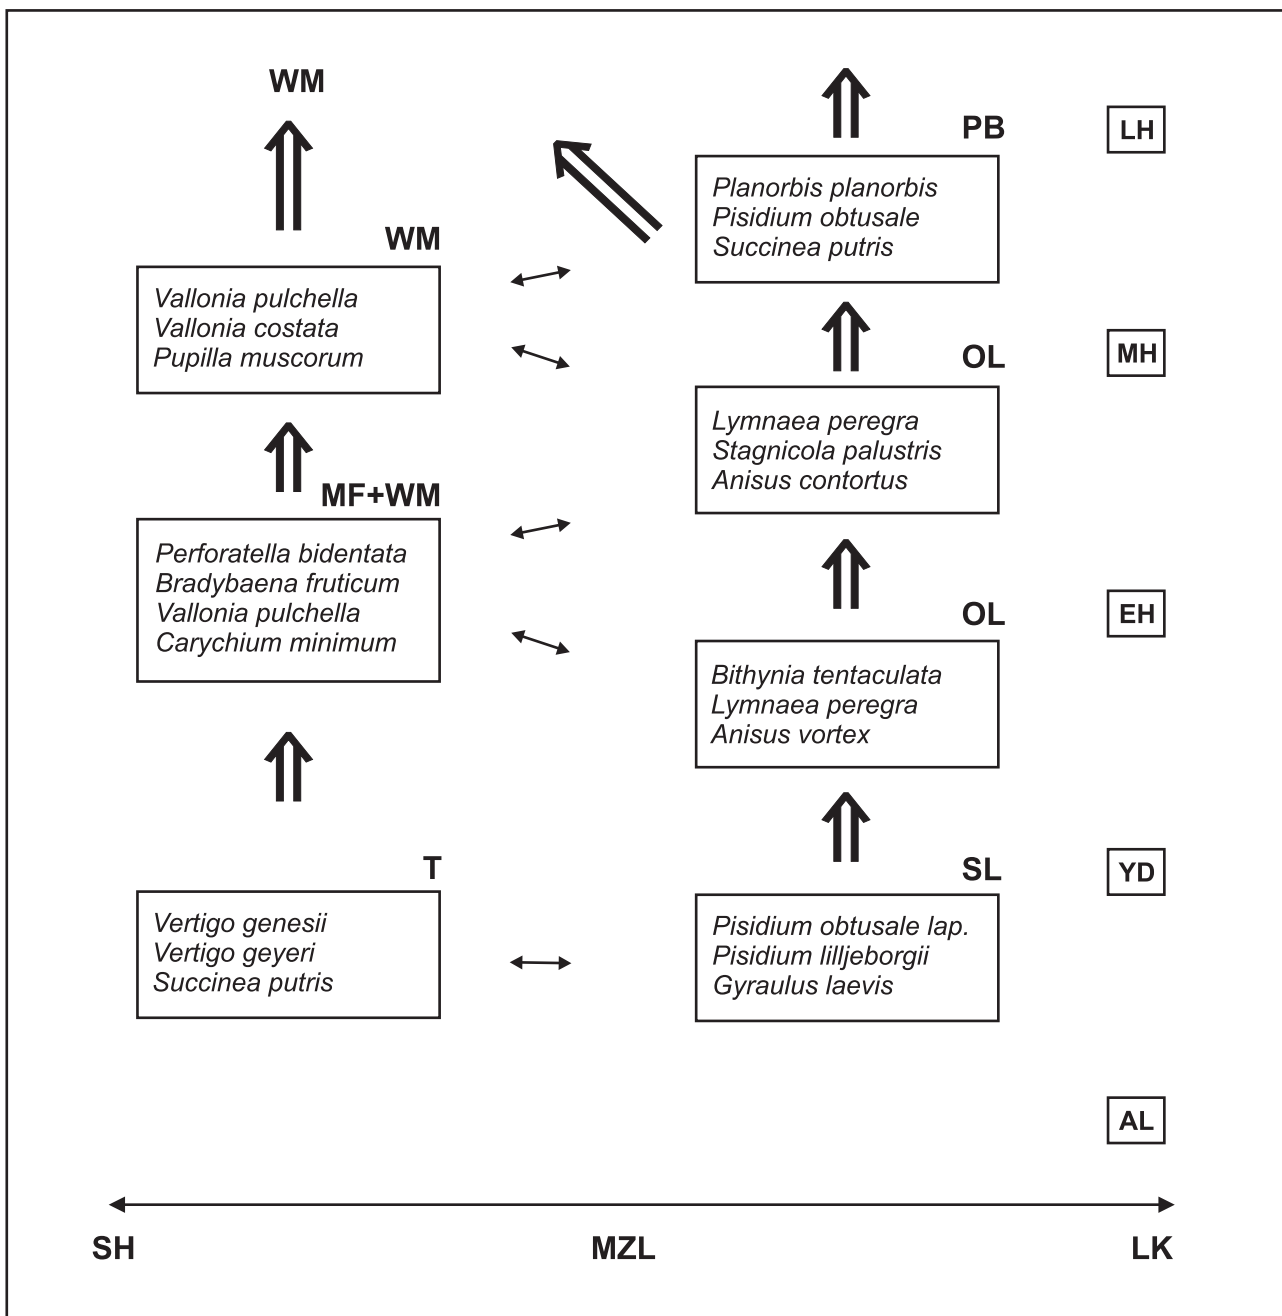 WM
PB
LH
Planorbis planorbis
Pisidium obtusale
Succinea putris
WM
Vallonia pulchella
Vallonia costata
Pupilla muscorum
OL
MH
Lymnaea peregra
Stagnicola palustris
Anisus contortus
MF+WM
Perforatella bidentata
Bradybaena fruticum
Vallonia pulchella
Carychium minimum
OL
EH
Bithynia tentaculata
Lymnaea peregra
Anisus vortex
T
Vertigo genesii
Vertigo geyeri
Succinea putris
SL
YD
Pisidium obtusale lap.
Pisidium lilljeborgii
Gyraulus laevis
AL
SH
MZL
LK